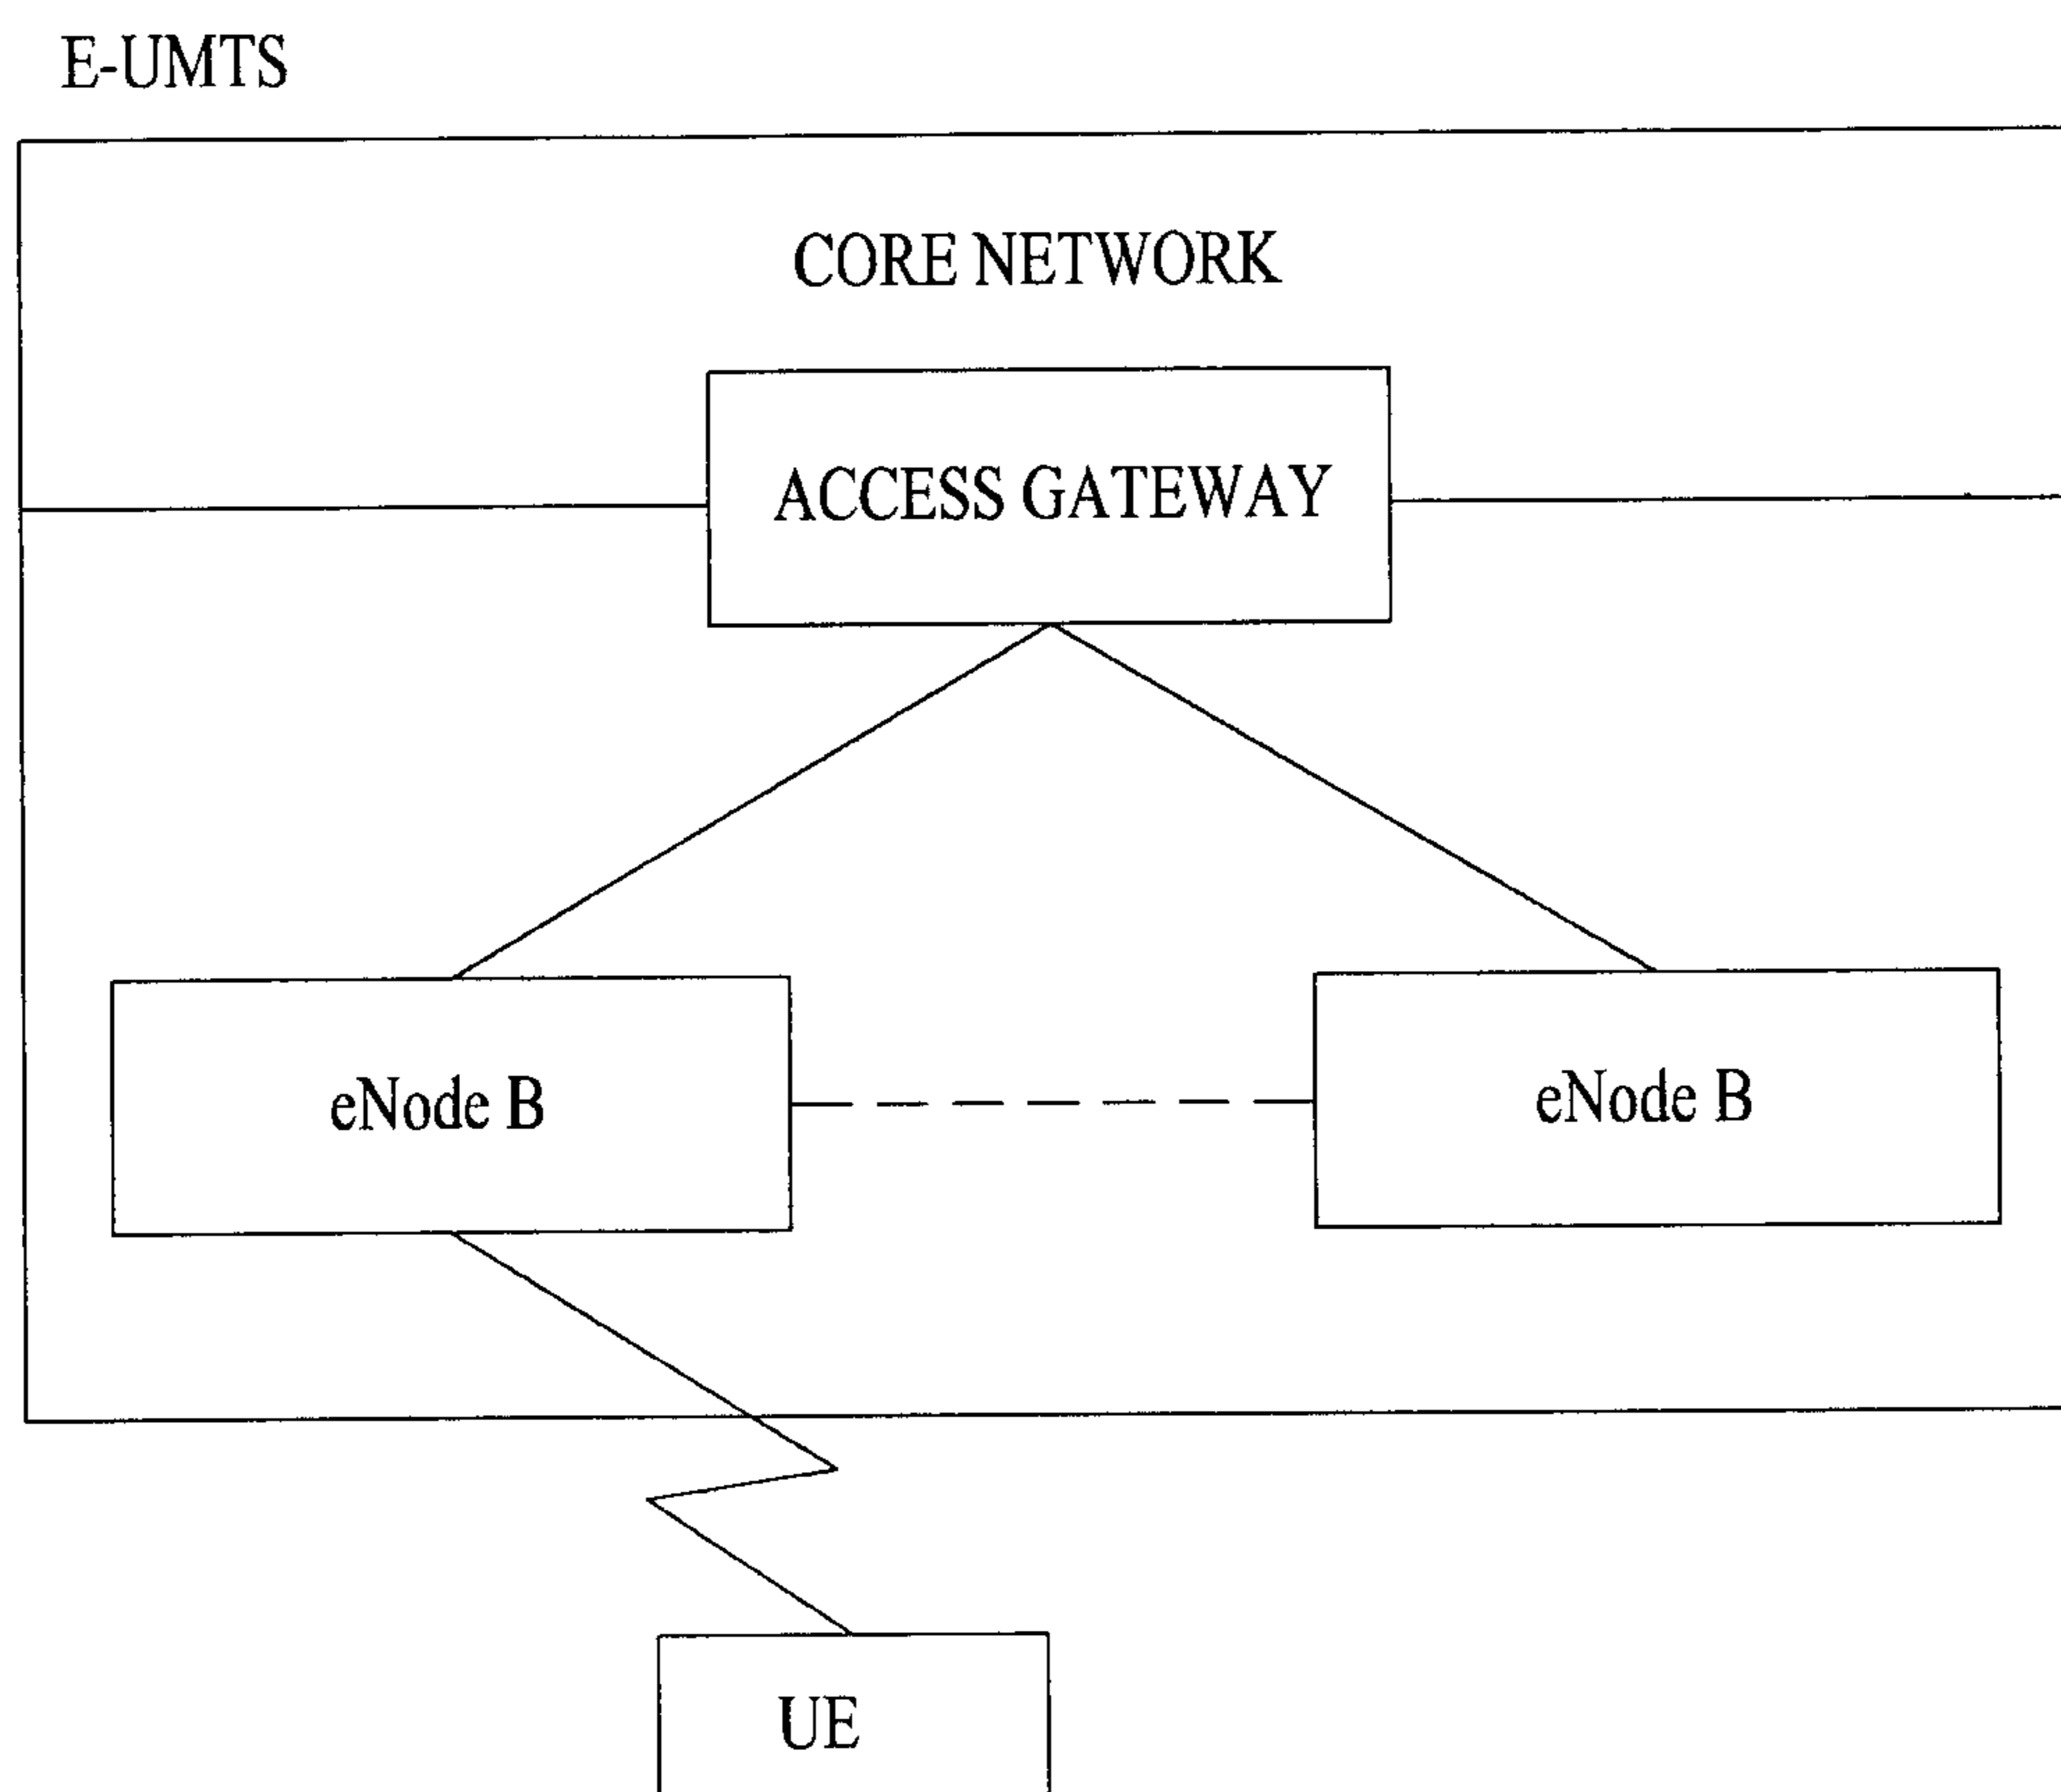 E-UMTS
CORE NETWORK
ACCESS GATEWAY
eNode B
eNode B
UE